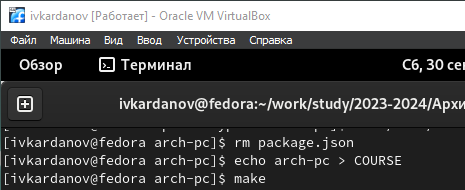 ivkardanov [Работает] - Oracle VM VirtualBox
Файл Машина Вид Ввод Устройства Справка
Обзор Терминал Сб, 30 сен
ivkardanov@fedora:~/work/study/2023-2024/Архи
[ivkardanov@fedora arch-pc]$ rm package.json
[ivkardanov@fedora arch-pc]$ echo arch-pc > COURSE
[ivkardanov@fedora arch-pc]$ make